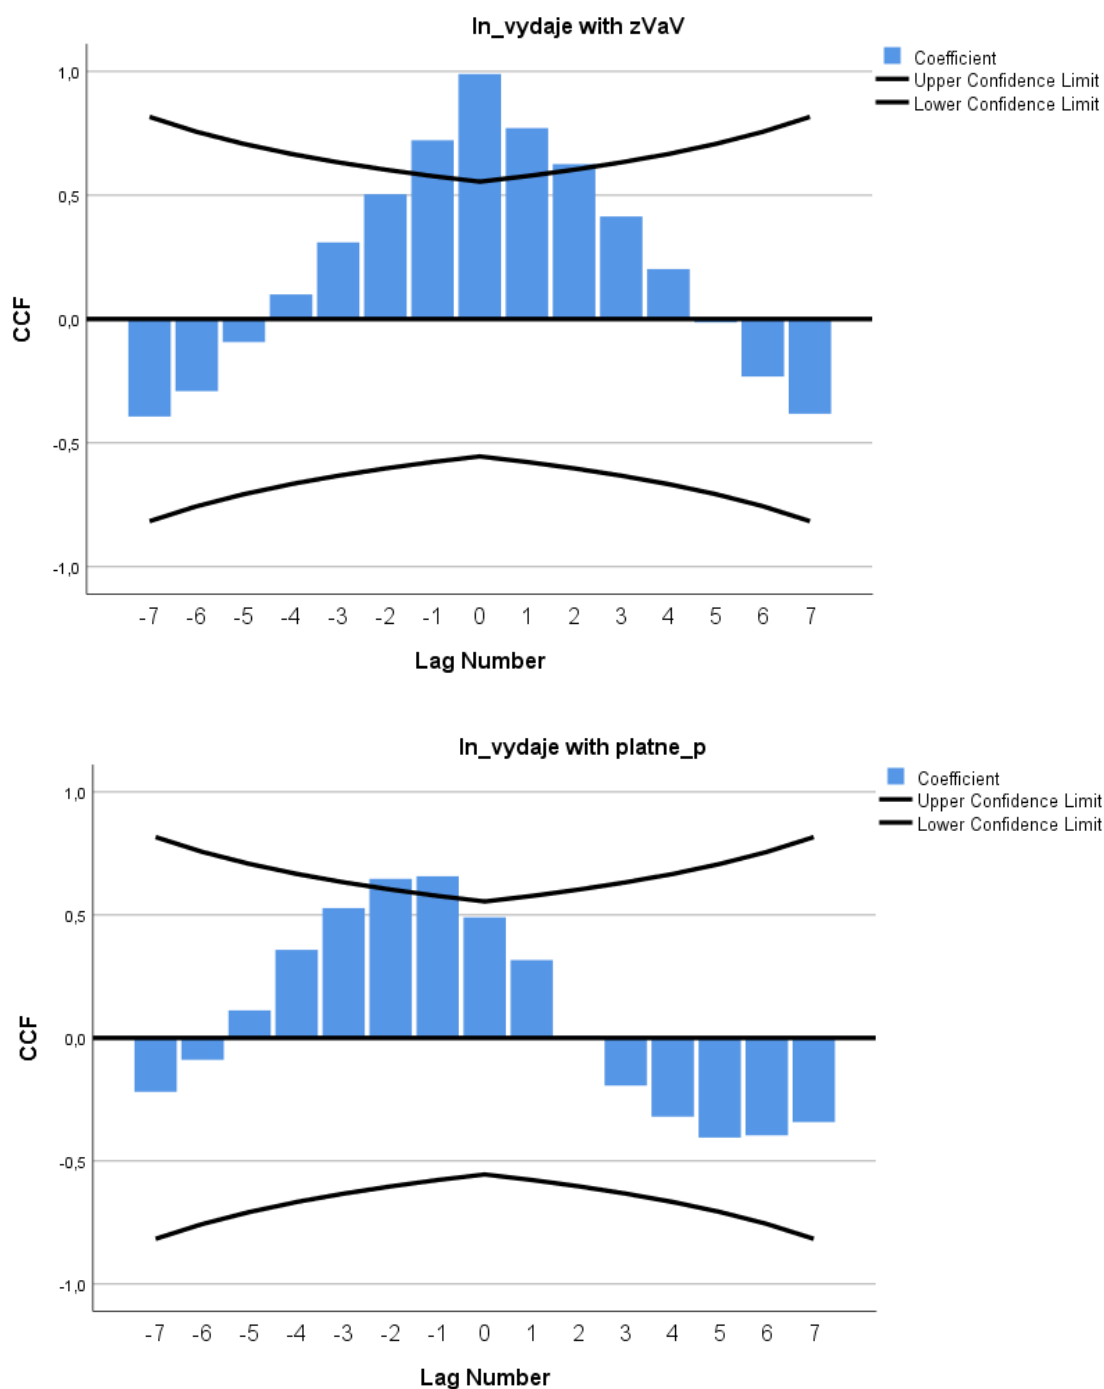 In_vydaje with zVaV
Coefficient
Upper Confidence Limit
Lower Confidence Limit
1,0
0,5
0,0
-0,5
-1,0
CCF
-7 -6 -5 -4 -3 -2 -1 0 1 2 3 4 5 6 7
Lag Number
In_vydaje with platne_p
Coefficient
Upper Confidence Limit
Lower Confidence Limit
1,0
0,5
0,0
-0,5
-1,0
CCF
-7 -6 -5 -4 -3 -2 -1 0 1 2 3 4 5 6 7
Lag Number